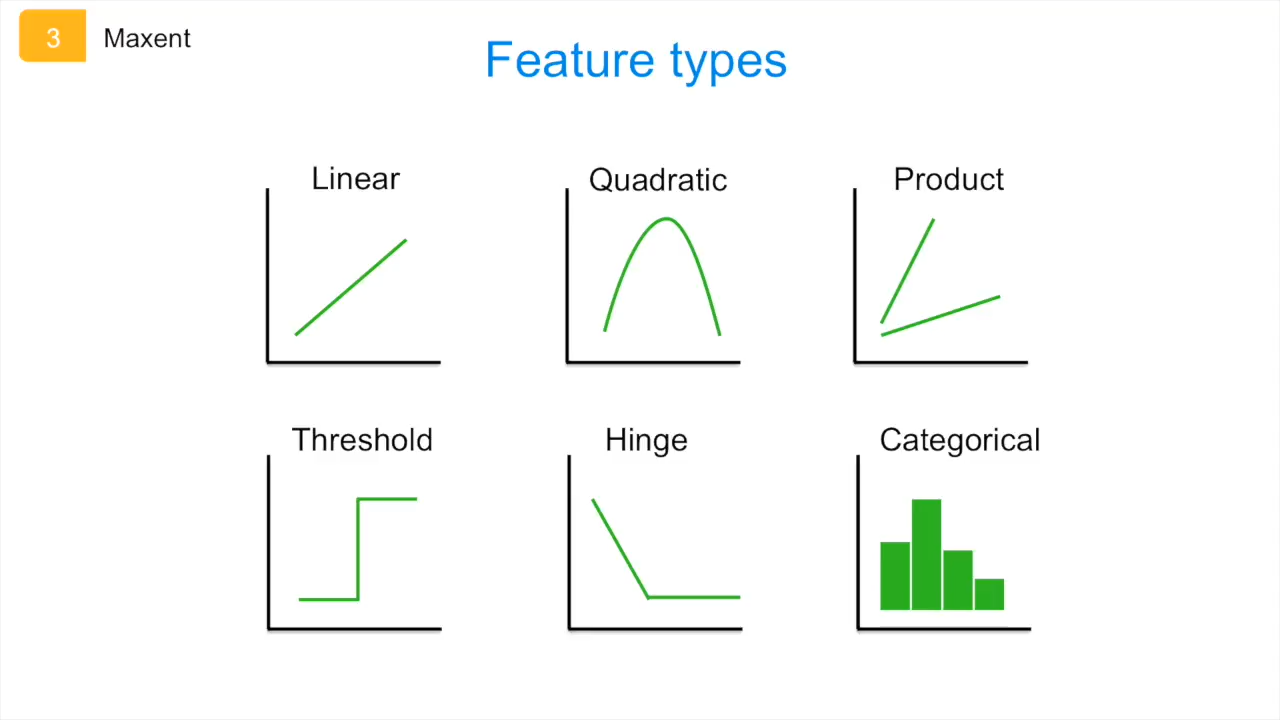 3
Maxent
Feature types
Linear
Quadratic
Product
Threshold
Hinge
Categorical